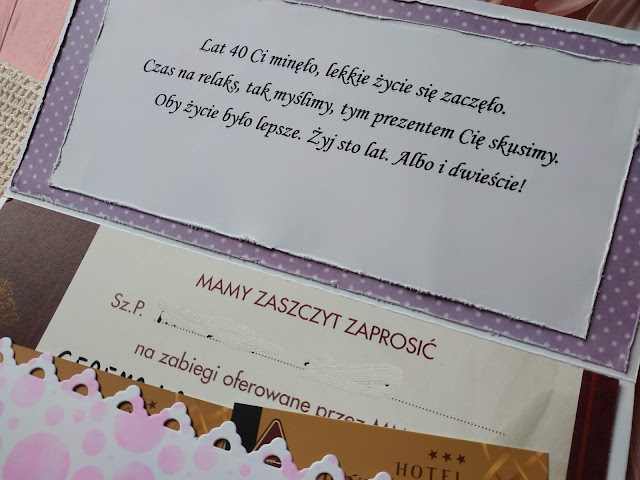 Lat 40 Ci minęło, lekkie życie się zaczęło.
Czas na relaks, tak myślimy, tym prezentem Cię skusimy.
Oby życie było lepsze. Żyj sto lat. Albo i dwieście!
MAMY ZASZCZYT ZAPROSIĆ
Sz.P.
na zabiegi oferowane przez
HOTEL